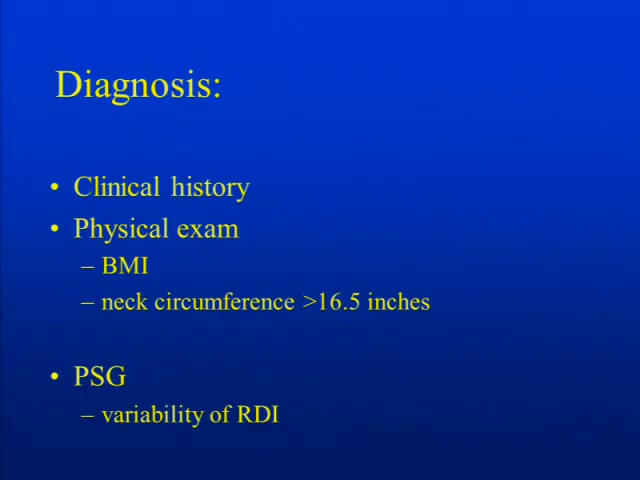 Diagnosis:
• Clinical history
• Physical exam
– BMI
– neck circumference >16.5 inches
• PSG
– variability of RDI